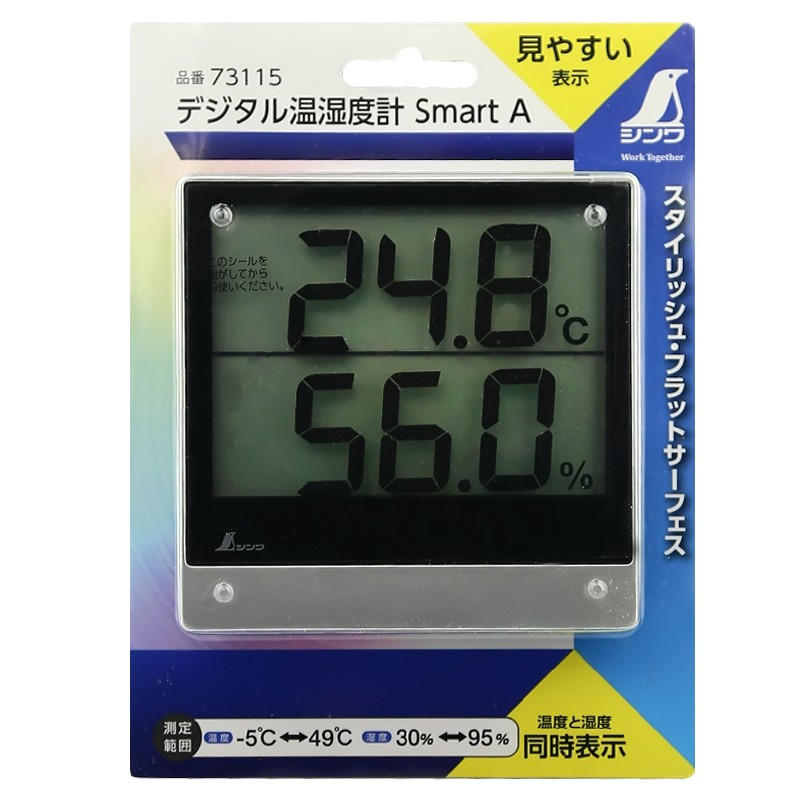 見やすい
表示
品番 73115
デジタル温湿度計 Smart A
シンワ
Work Together
スタイリッシュ・フラットサーフェス
このシールを
剥がしてから
お使いください。
24.8℃
56.0%
シンワ
測定
範囲
温度 -5℃↔49℃ 湿度 30%↔95%
温度と湿度
同時表示